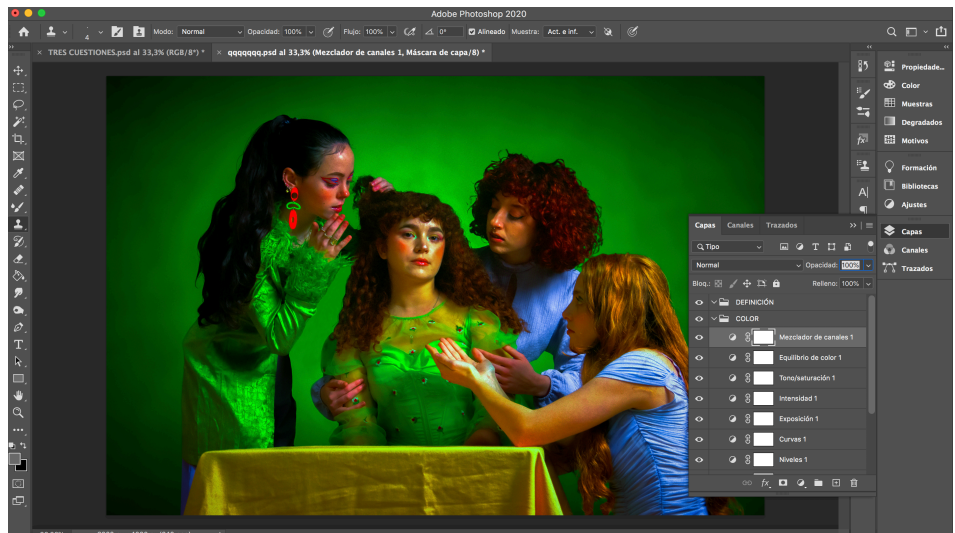 Adobe Photoshop 2020
4 Modo: Normal Opacidad: 100% Flujo: 100% 0° Alineado Muestra: Act. e inf.
× TRES CUESTIONES.psd al 33,3% (RGB/8*) * × qqqqqqq.psd al 33,3% (Mezclador de canales 1, Máscara de capa/8) *
Propiedade...
Color
Muestras
Degradados
Motivos
Formación
Bibliotecas
Ajustes
Capas
Canales
Trazados
Capas Canales Trazados
Tipo
Normal Opacidad: 100%
Bloq.: Relleno: 100%
DEFINICIÓN
COLOR
Mezclador de canales 1
Equilibrio de color 1
Tono/saturación 1
Intensidad 1
Exposición 1
Curvas 1
Niveles 1
fx